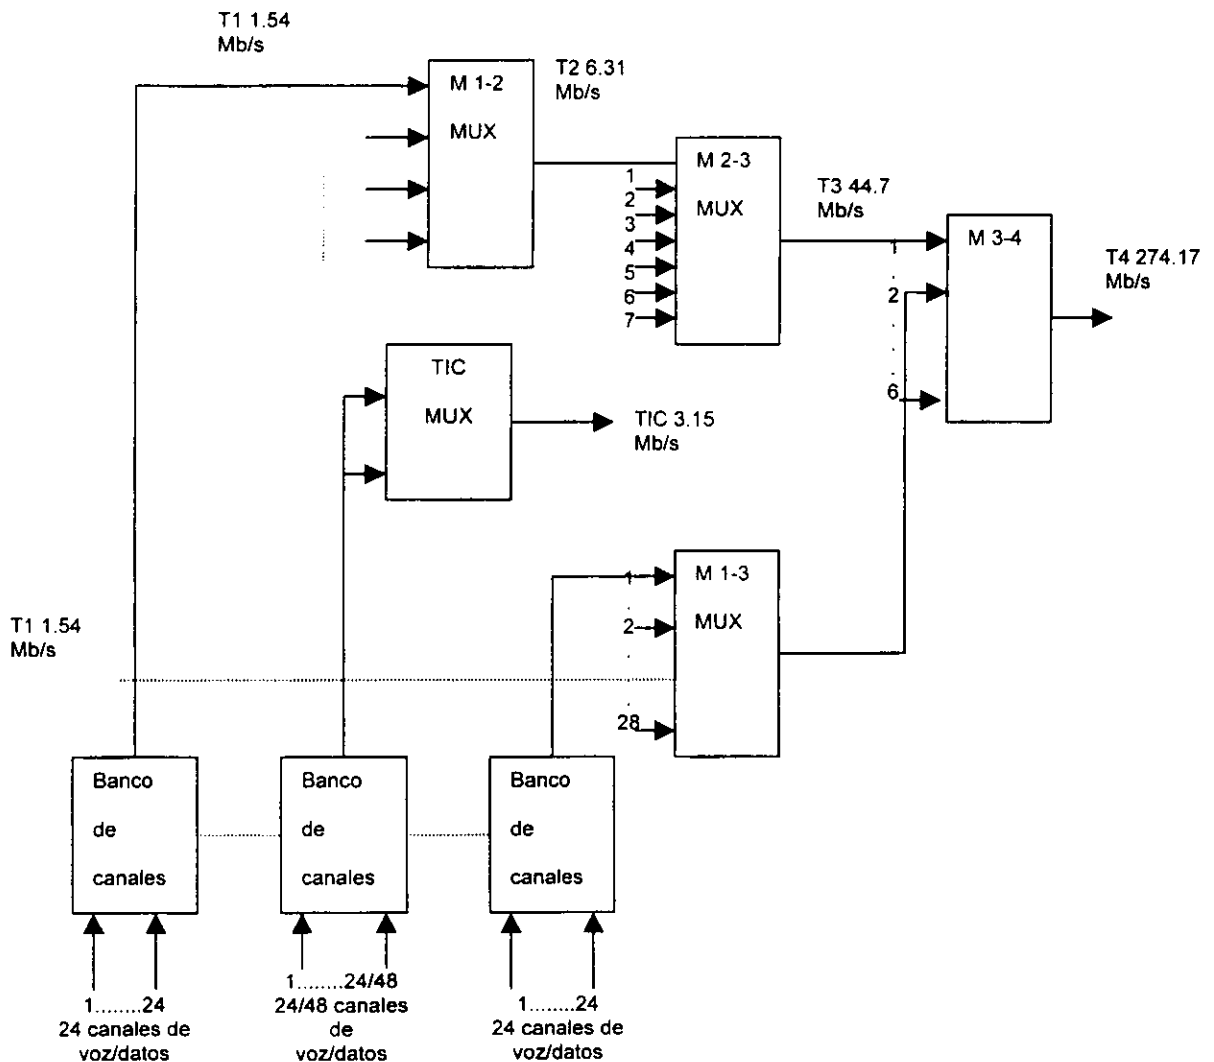 T1 1.54
Mb/s
M 1-2
MUX
T2 6.31
Mb/s
M 2-3
MUX
1
2
3
4
5
6
7
T3 44.7
Mb/s
M 3-4
1
.
2
.
.
.
6
T4 274.17
Mb/s
TIC
MUX
TIC 3.15
Mb/s
M 1-3
MUX
1
.
2
.
.
28
T1 1.54
Mb/s
Banco
de
canales
Banco
de
canales
Banco
de
canales
1........24
24 canales de
voz/datos
1........24/48
24/48 canales
de
voz/datos
1........24
24 canales de
voz/datos